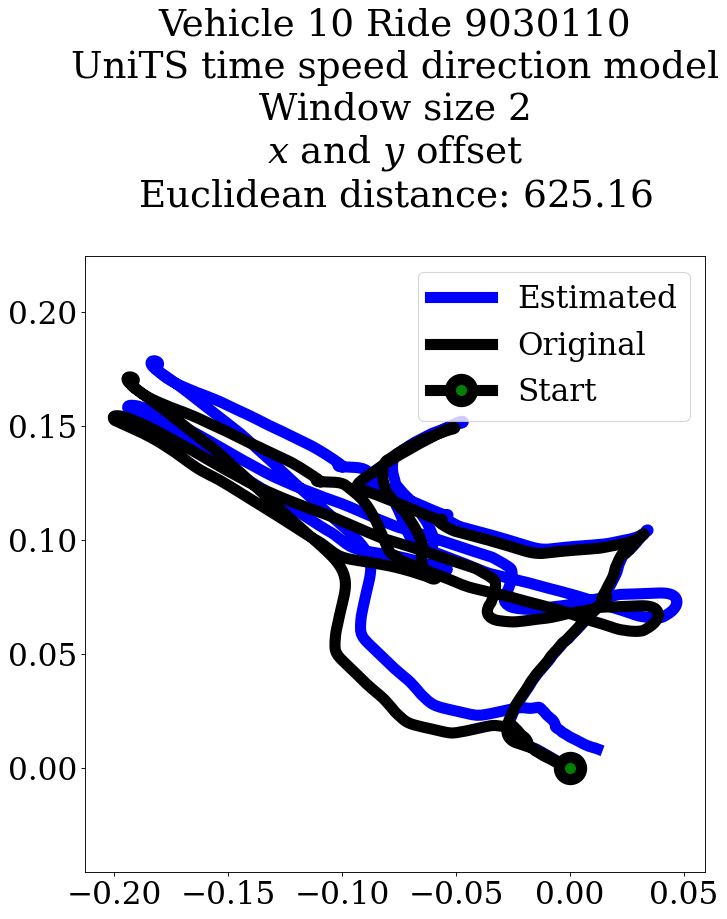 Vehicle 10 Ride 9030110
UniTS time speed direction model
Window size 2
x and y offset
Euclidean distance: 625.16
Estimated
Original
Start
0.20
0.15
0.10
0.05
0.00
−0.20 −0.15 −0.10 −0.05 0.00 0.05